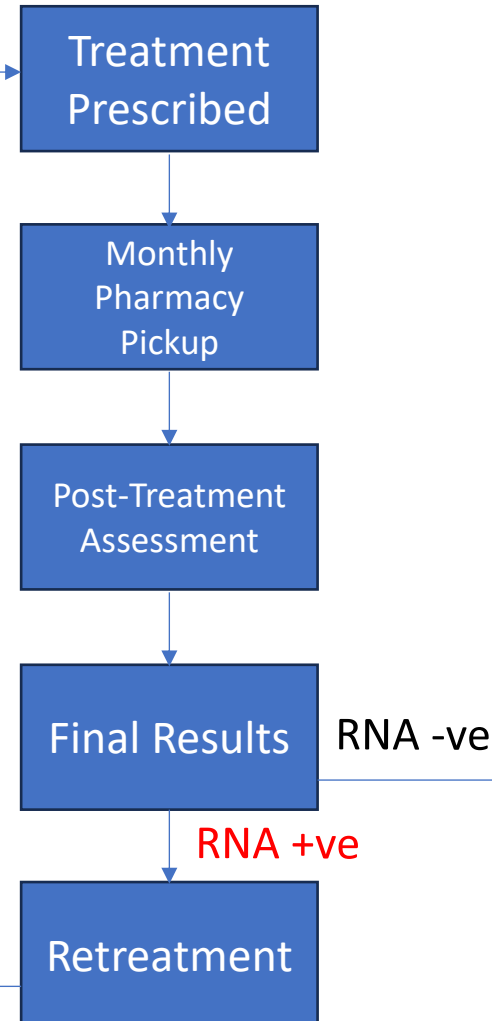 Treatment
Prescribed
Monthly
Pharmacy
Pickup
Post-Treatment
Assessment
Final Results
RNA -ve
RNA +ve
Retreatment